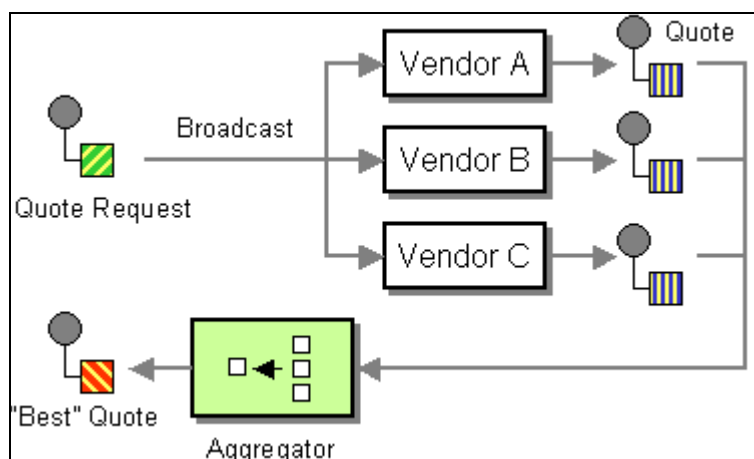 Vendor A
Quote
Broadcast
Vendor B
Quote Request
Vendor C
"Best" Quote
Aggregator